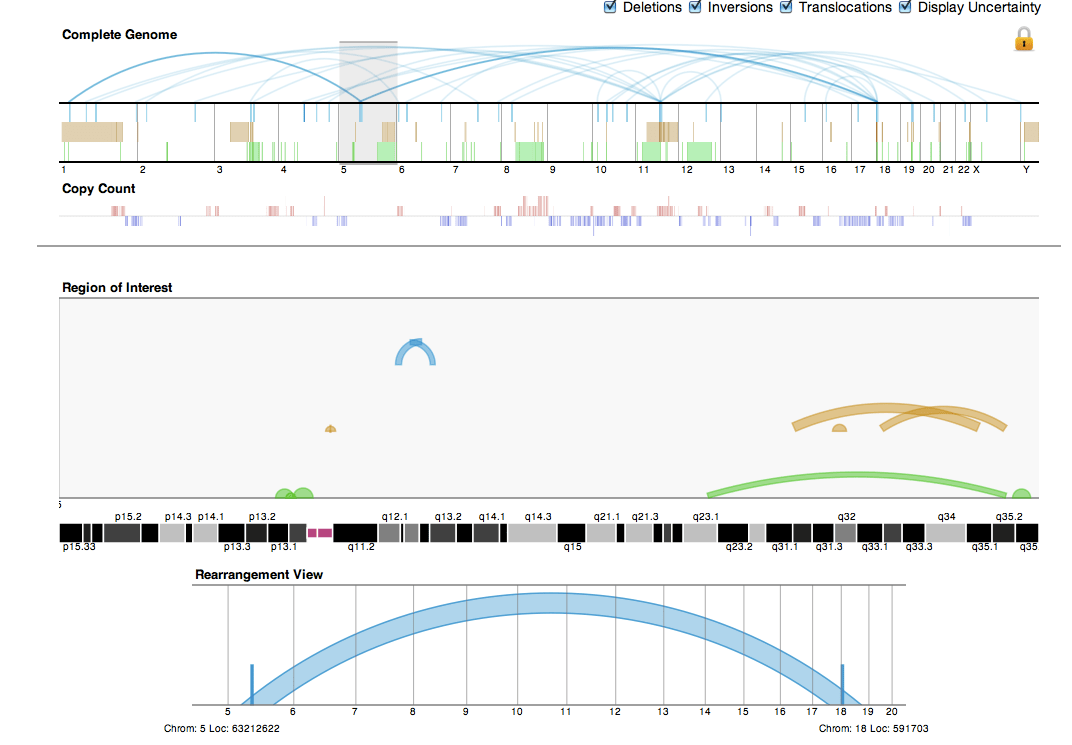 Deletions Inversions Translocations Display Uncertainty
Complete Genome
1 2 3 4 5 6 7 8 9 10 11 12 13 14 15 16 17 18 19 20 21 22 X Y
Copy Count
Region of Interest
5
p15.2 p14.3 p14.1 p13.2 q12.1 q13.2 q14.1 q14.3 q21.1 q21.3 q23.1 q32 q34 q35.2
p15.33 p13.3 p13.1 q11.2 q15 q23.2 q31.1 q31.3 q33.1 q33.3 q35.1 q35
Rearrangement View
5 6 7 8 9 10 11 12 13 14 15 16 17 18 19 20
Chrom: 5 Loc: 63212622 Chrom: 18 Loc: 591703